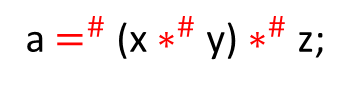 a =# (x *# y) *# z;